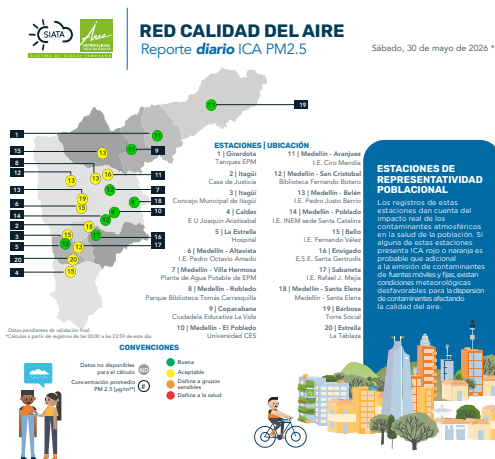 SIATA
SISTEMA DE ALERTA TEMPRANA
Área
METROPOLITANA
Valle de Aburrá
RED CALIDAD DEL AIRE
Reporte diario ICA PM2.5
Sábado, 30 de mayo de 2026 *
ESTACIONES | UBICACIÓN
1 | Girardota
Tanques EPM
2 | Itagüí
Casa de Justicia
3 | Itagüí
Concejo Municipal de Itagüí
4 | Caldas
E U Joaquin Aristizabal
5 | La Estrella
Hospital
6 | Medellín - Altavista
I.E. Pedro Octavio Amado
7 | Medellín - Villa Hermosa
Planta de Agua Potable de EPM
8 | Medellín - Robledo
Parque Biblioteca Tomás Carrasquilla
9 | Copacabana
Ciudadela Educativa La Vida
10 | Medellín - El Poblado
Universidad CES
11 | Medellín - Aranjuez
I.E. Ciro Mendía
12 | Medellín - San Cristobal
Biblioteca Fernando Botero
13 | Medellín - Belén
I.E. Pedro Justo Berrio
14 | Medellín - Poblado
I.E. INEM sede Santa Catalina
15 | Bello
I.E. Fernando Vélez
16 | Envigado
E.S.E. Santa Gertrudis
17 | Sabaneta
I.E. Rafael J. Mejia
18 | Medellín - Santa Elena
Medellín - Santa Elena
19 | Barbosa
Torre Social
20 | Estrella
La Tablaza
ESTACIONES DE
REPRESENTATIVIDAD
POBLACIONAL
Los registros de estas
estaciones dan cuenta del
impacto real de los
contaminantes atmosféricos
en la salud de la población. Si
alguna de estas estaciones
presenta ICA rojo o naranja es
probable que adicional
a la emisión de contaminantes
de fuentes móviles y fijas, existan
condiciones meteorológicas
desfavorables para la dispersión
de contaminantes afectando
la calidad del aire.
1
15
8
12
13
6
14
2
3
5
20
4
19
9
11
7
18
10
16
17
11
11
11
13
13
13
16
19
15
18
15
12
13
20
15
Datos pendientes de validación final.
*Cálculos a partir de registros de las 00:00 a las 23:59 de este día.
CONVENCIONES
Datos no disponibles
para el cálculo
ND
Concentración promedio
PM 2.5 [µg/m³]
#
Buena
Aceptable
Dañina a grupos
sensibles
Dañina a la salud